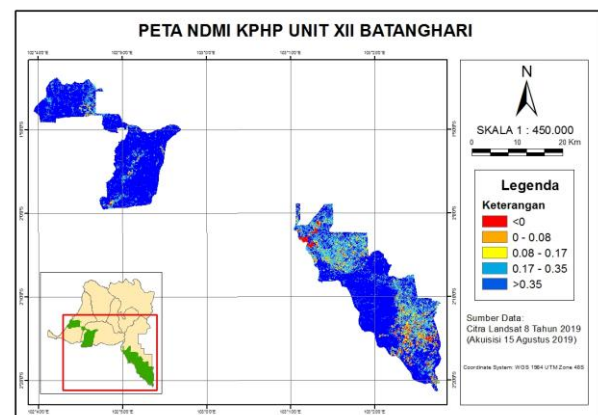 PETA NDMI KPHP UNIT XII BATANGHARI
N
SKALA 1 : 450.000
0 10 20 Km
Legenda
Keterangan
<0
0 - 0.08
0.08 - 0.17
0.17 - 0.35
>0.35
Sumber Data:
Citra Landsat 8 Tahun 2019
(Akuisisi 15 Agustus 2019)
Coordinate System: WGS 1984 UTM Zone 48S